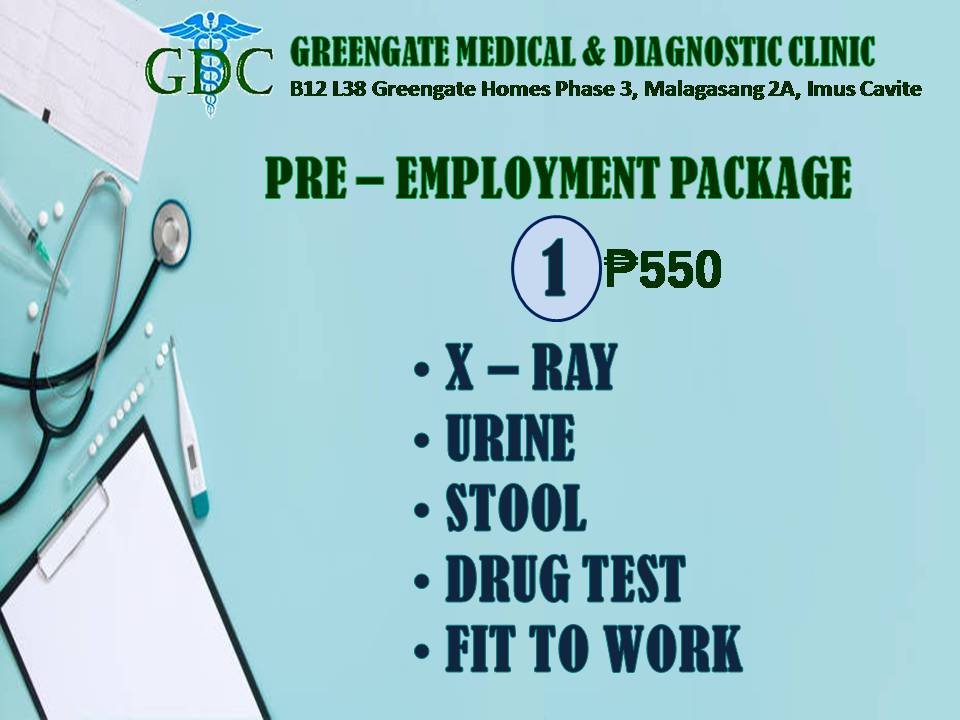 GDC
GREENGATE MEDICAL & DIAGNOSTIC CLINIC
B12 L38 Greengate Homes Phase 3, Malagasang 2A, Imus Cavite
PRE – EMPLOYMENT PACKAGE
1 ₱550
• X – RAY
• URINE
• STOOL
• DRUG TEST
• FIT TO WORK